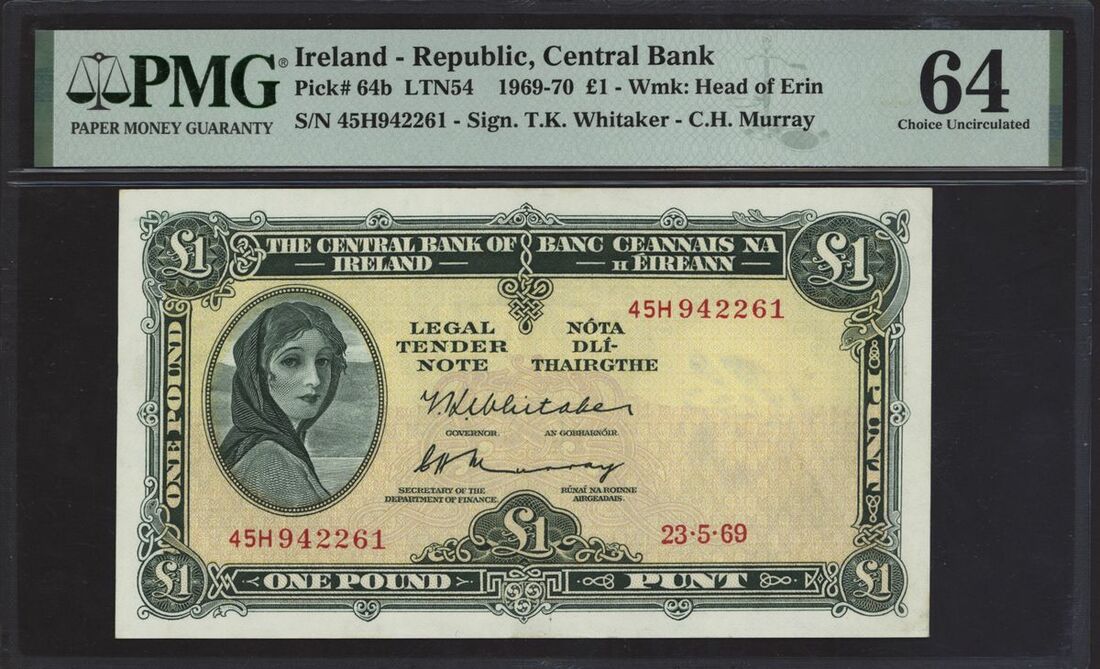 PMG®
PAPER MONEY GUARANTY
Ireland - Republic, Central Bank
Pick# 64b LTN54 1969-70 £1 - Wmk: Head of Erin
S/N 45H942261 - Sign. T.K. Whitaker - C.H. Murray
64
Choice Uncirculated
£1
THE CENTRAL BANK OF
IRELAND
BANC CEANNAIS NA
H ÉIREANN
£1
45H942261
LEGAL
TENDER
NOTE
NÓTA
DLÍ-
THAIRGTHE
ONE POUND
PUNT
T.K. Whitaker
GOVERNOR.
AN GOBHARNÓIR.
C H Murray
SECRETARY OF THE
DEPARTMENT OF FINANCE.
RÚNAÍ NA ROINNE
AIRGEADAIS.
45H942261
£1
23·5·69
£1
ONE POUND
PUNT
£1